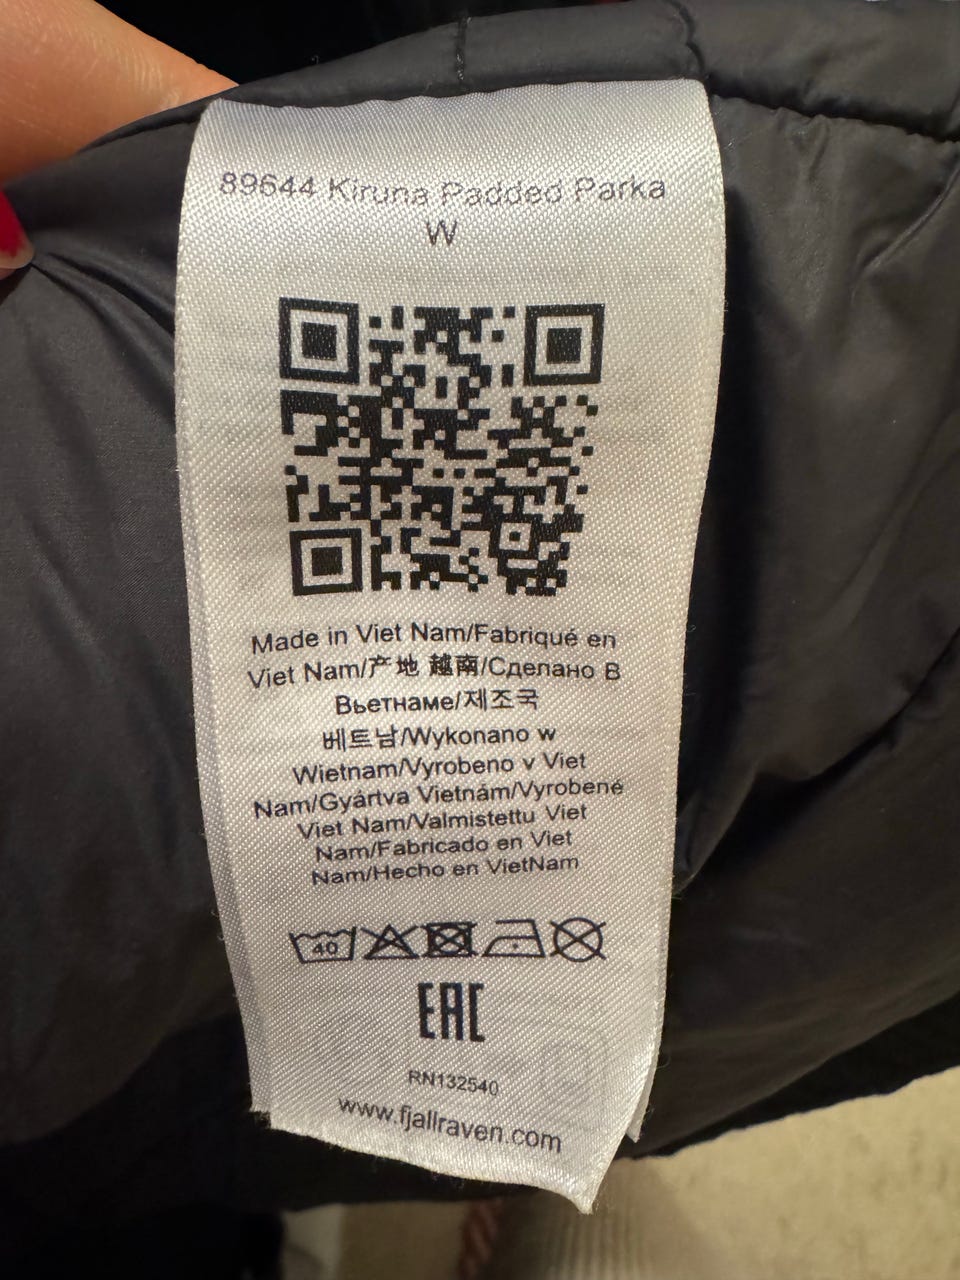 89644 Kiruna Padded Parka
W
Made in Viet Nam/Fabriqué en
Viet Nam/产地 越南/Сделано В
Вьетнаме/제조국
베트남/Wykonano w
Wietnam/Vyrobeno v Viet
Nam/Gyártva Vietnám/Vyrobené
Viet Nam/Valmistettu Viet
Nam/Fabricado en Viet
Nam/Hecho en VietNam
40
EAC
RN132540
www.fjallraven.com